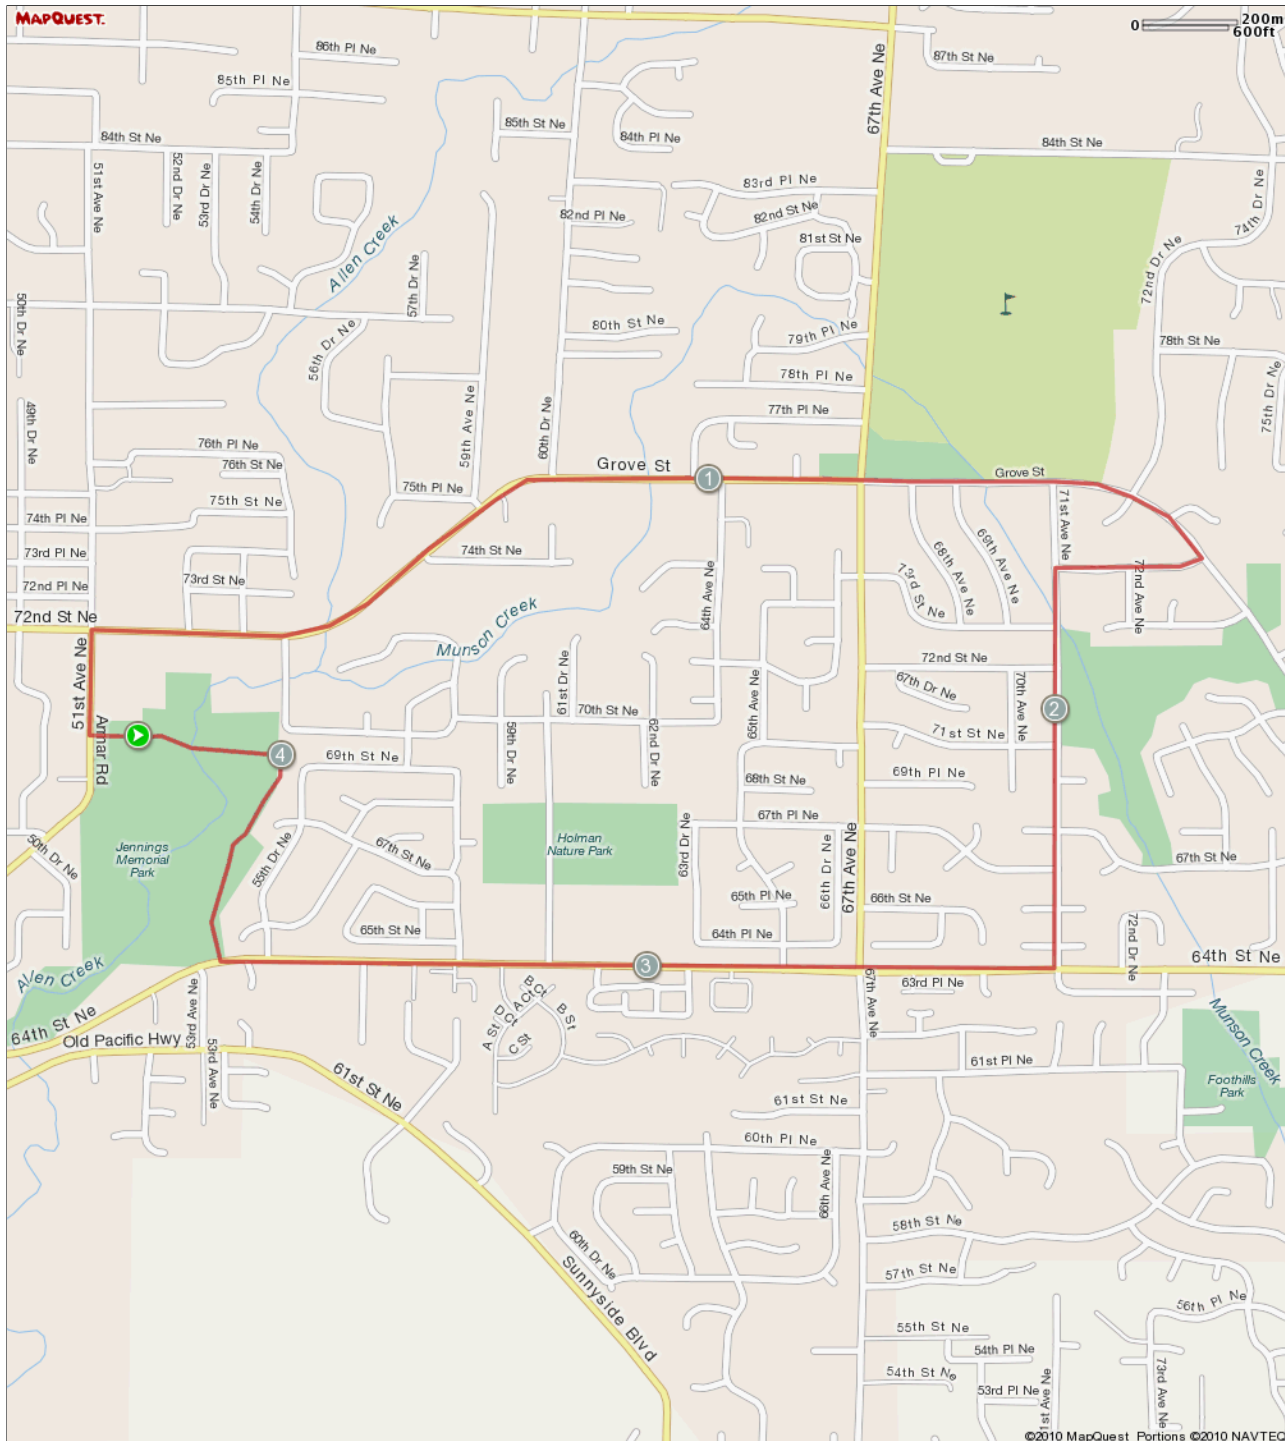 MAPQUEST.
0
200m
600ft
86th Pl Ne
85th Pl Ne
87th St Ne
67th Ave Ne
84th St Ne
85th St Ne
84th Pl Ne
84th St Ne
51st Ave Ne
52nd Dr Ne
53rd Dr Ne
54th Dr Ne
83rd Pl Ne
82nd Pl Ne
82nd St Ne
81st St Ne
74th Dr Ne
72nd Dr Ne
Allen Creek
57th Dr Ne
50th Dr Ne
56th Dr Ne
80th St Ne
79th Pl Ne
78th St Ne
78th Pl Ne
75th Dr Ne
77th Pl Ne
49th Dr Ne
59th Ave Ne
60th Dr Ne
76th Pl Ne
76th St Ne
Grove St
1
Grove St
75th Pl Ne
75th St Ne
74th Pl Ne
71st Ave Ne
73rd Pl Ne
74th St Ne
68th Ave Ne
69th Ave Ne
72nd Pl Ne
73rd St Ne
73rd St Ne
72nd Ave Ne
64th Ave Ne
72nd St Ne
Munson Creek
51st Ave Ne
Armar Rd
61st Dr Ne
70th St Ne
59th Dr Ne
62nd Dr Ne
65th Ave Ne
72nd St Ne
67th Dr Ne
70th Ave Ne
71st St Ne
2
4
69th St Ne
68th St Ne
69th Pl Ne
67th Pl Ne
50th Dr Ne
Jennings
Memorial
Park
55th Dr Ne
67th St Ne
Holman
Nature Park
63rd Dr Ne
66th Dr Ne
67th Ave Ne
67th St Ne
65th Pl Ne
66th St Ne
65th St Ne
64th Pl Ne
72nd Dr Ne
64th St Ne
Allen Creek
3
53rd Ave Ne
63rd Pl Ne
67th Ave Ne
64th St Ne
Old Pacific Hwy
B Ct
A Ct
D Ct
B St
A St
C St
Munson Creek
53rd Ave Ne
61st St Ne
61st Pl Ne
Foothills
Park
61st St Ne
60th Pl Ne
59th St Ne
66th Ave Ne
58th St Ne
60th Dr Ne
57th St Ne
Sunnyside Blvd
56th Pl Ne
55th St Ne
54th Pl Ne
54th St Ne
53rd Pl Ne
1st Ave Ne
73rd Ave Ne
©2010 MapQuest Portions ©2010 NAVTEQ